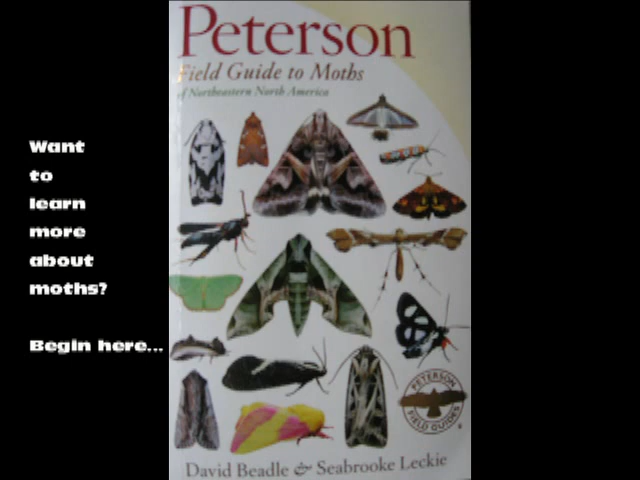 Peterson
Field Guide to Moths
of Northeastern North America
Want
to
learn
more
about
moths?
Begin here...
PETERSON
FIELD GUIDES
David Beadle & Seabrooke Leckie